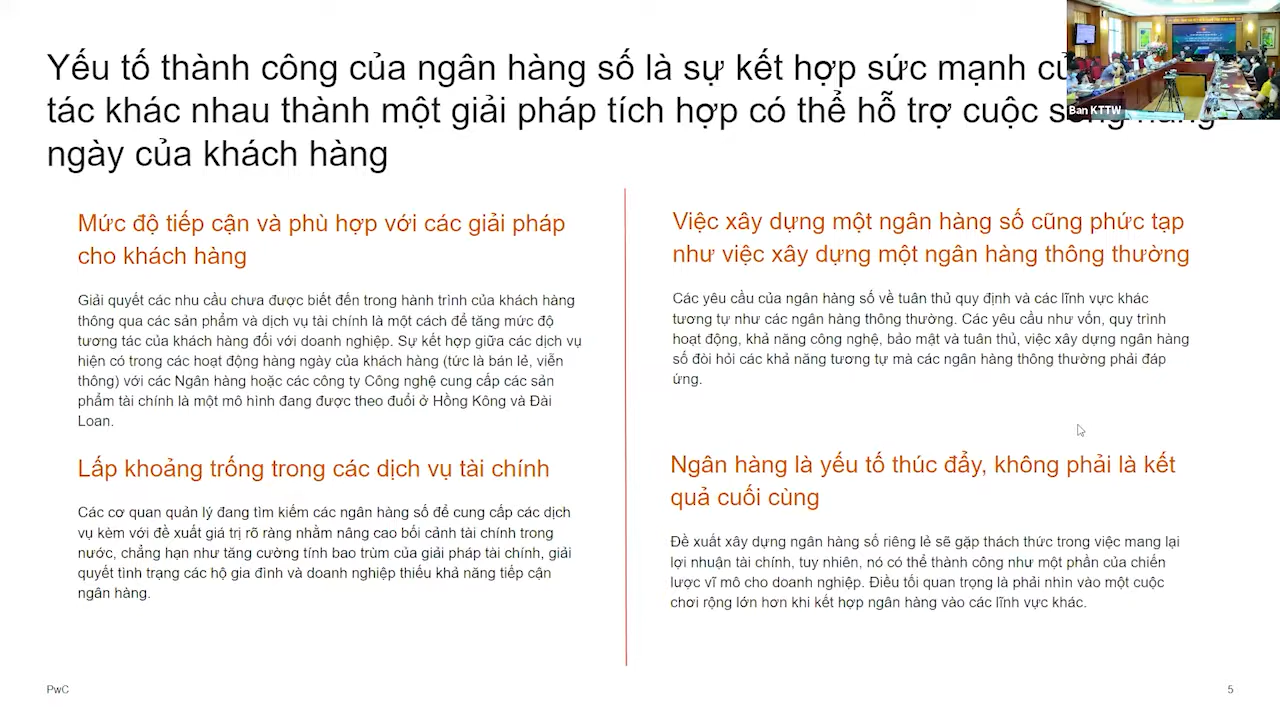 Yếu tố thành công của ngân hàng số là sự kết hợp sức mạnh
tác khác nhau thành một giải pháp tích hợp có thể hỗ trợ cuộc
ngày của khách hàng
Ban KTTW
Mức độ tiếp cận và phù hợp với các giải pháp
cho khách hàng
Giải quyết các nhu cầu chưa được biết đến trong hành trình của khách hàng
thông qua các sản phẩm và dịch vụ tài chính là một cách để tăng mức độ
tương tác của khách hàng đối với doanh nghiệp. Sự kết hợp giữa các dịch vụ
hiện có trong các hoạt động hàng ngày của khách hàng (tức là bán lẻ, viễn
thông) với các Ngân hàng hoặc các công ty Công nghệ cung cấp các sản
phẩm tài chính là một mô hình đang được theo đuổi ở Hồng Kông và Đài
Loan.
Lấp khoảng trống trong các dịch vụ tài chính
Các cơ quan quản lý đang tìm kiếm các ngân hàng số để cung cấp các dịch
vụ kèm với đề xuất giá trị rõ ràng nhằm nâng cao bối cảnh tài chính trong
nước, chẳng hạn như tăng cường tính bao trùm của giải pháp tài chính, giải
quyết tình trạng các hộ gia đình và doanh nghiệp thiếu khả năng tiếp cận
ngân hàng.
Việc xây dựng một ngân hàng số cũng phức tạp
như việc xây dựng một ngân hàng thông thường
Các yêu cầu của ngân hàng số về tuân thủ quy định và các lĩnh vực khác
tương tự như các ngân hàng thông thường. Các yêu cầu như vốn, quy trình
hoạt động, khả năng công nghệ, bảo mật và tuân thủ, việc xây dựng ngân hàng
số đòi hỏi các khả năng tương tự mà các ngân hàng thông thường phải đáp
ứng.
Ngân hàng là yếu tố thúc đẩy, không phải là kết
quả cuối cùng
Đề xuất xây dựng ngân hàng số riêng lẻ sẽ gặp thách thức trong việc mang lại
lợi nhuận tài chính, tuy nhiên, nó có thể thành công như một phần của chiến
lược vĩ mô cho doanh nghiệp. Điều tối quan trọng là phải nhìn vào một cuộc
chơi rộng lớn hơn khi kết hợp ngân hàng vào các lĩnh vực khác.
PwC
5